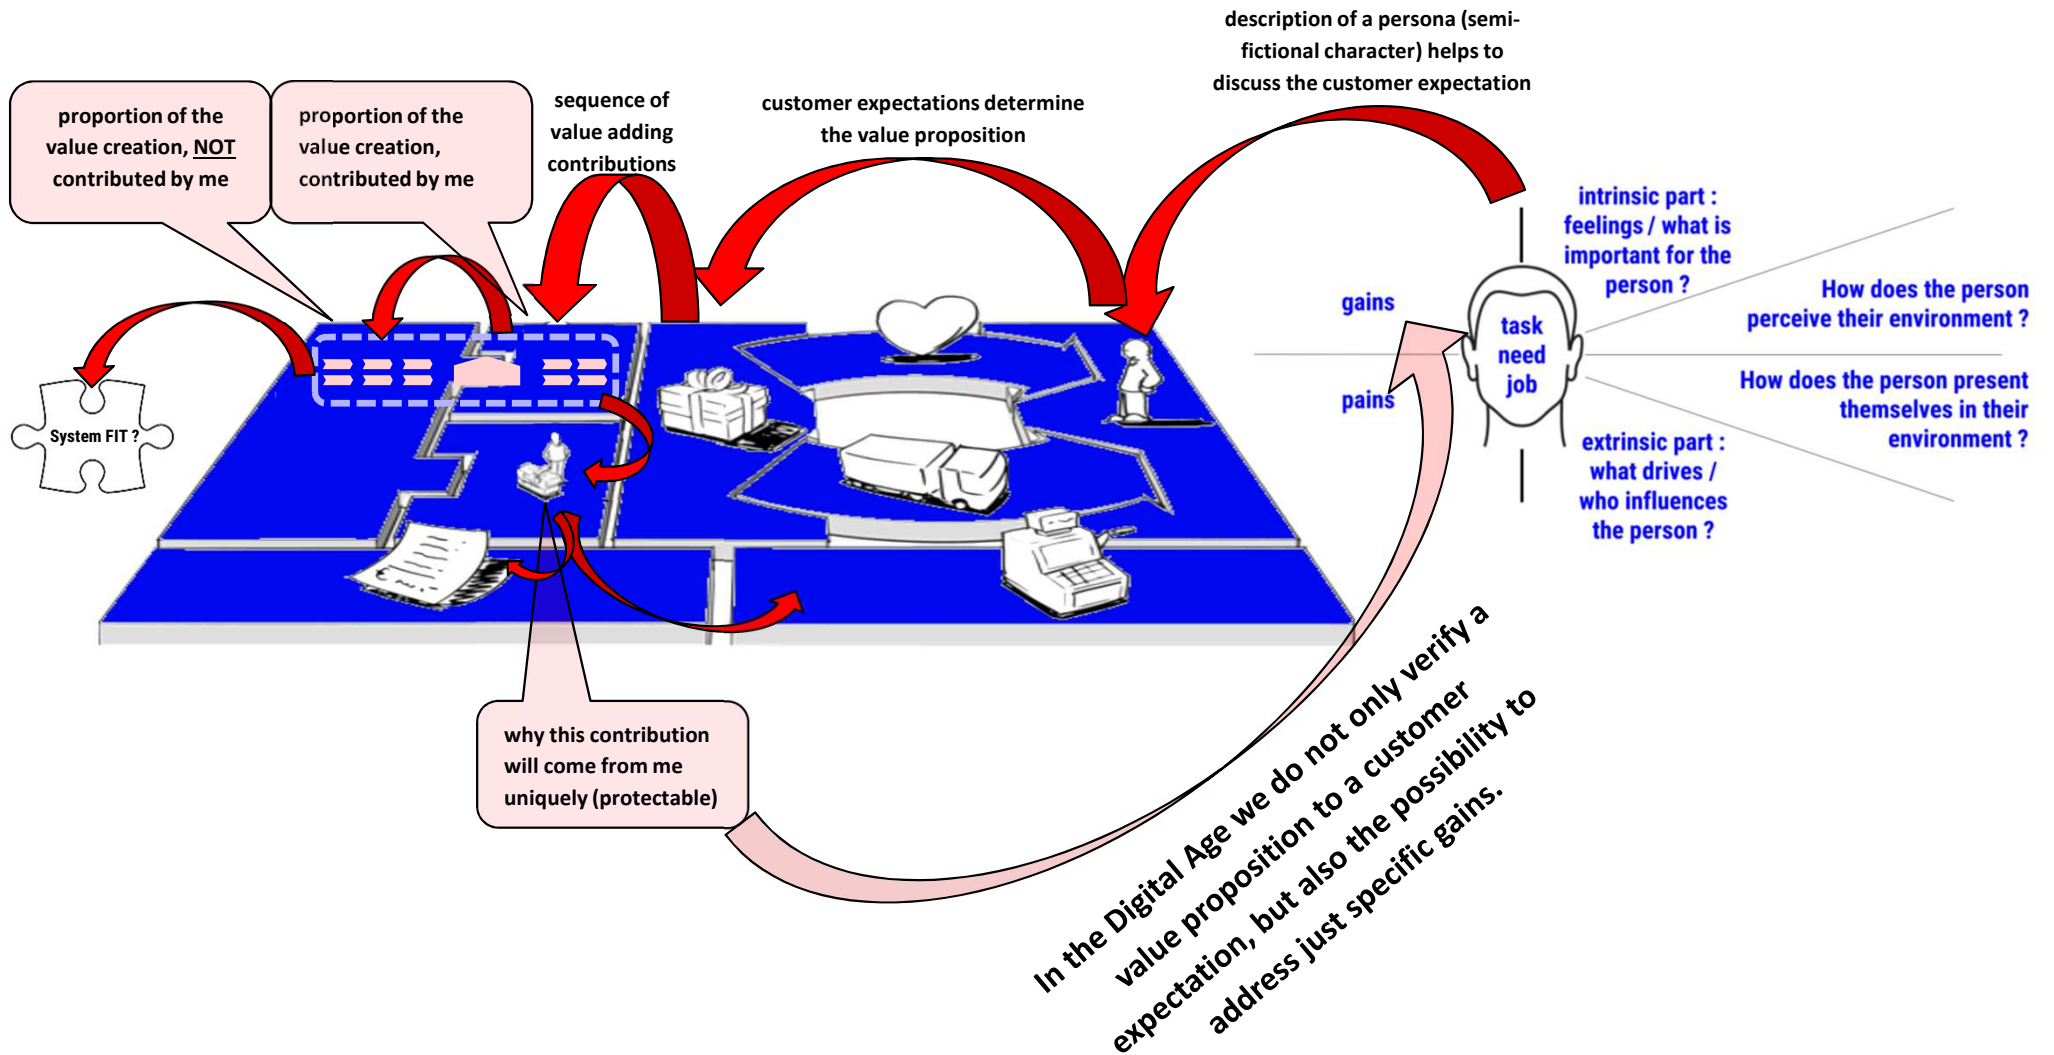 description of a persona (semi-
fictional character) helps to
discuss the customer expectation
proportion of the
value creation, NOT
contributed by me
proportion of the
value creation,
contributed by me
sequence of
value adding
contributions
customer expectations determine
the value proposition
intrinsic part :
feelings / what is
important for the
person ?
gains
pains
task
need
job
How does the person
perceive their environment ?
How does the person present
themselves in their
environment ?
extrinsic part :
what drives /
who influences
the person ?
System FIT ?
why this contribution
will come from me
uniquely (protectable)
In the Digital Age we do not only verify a
value proposition to a customer
expectation, but also the possibility to
address just specific gains.